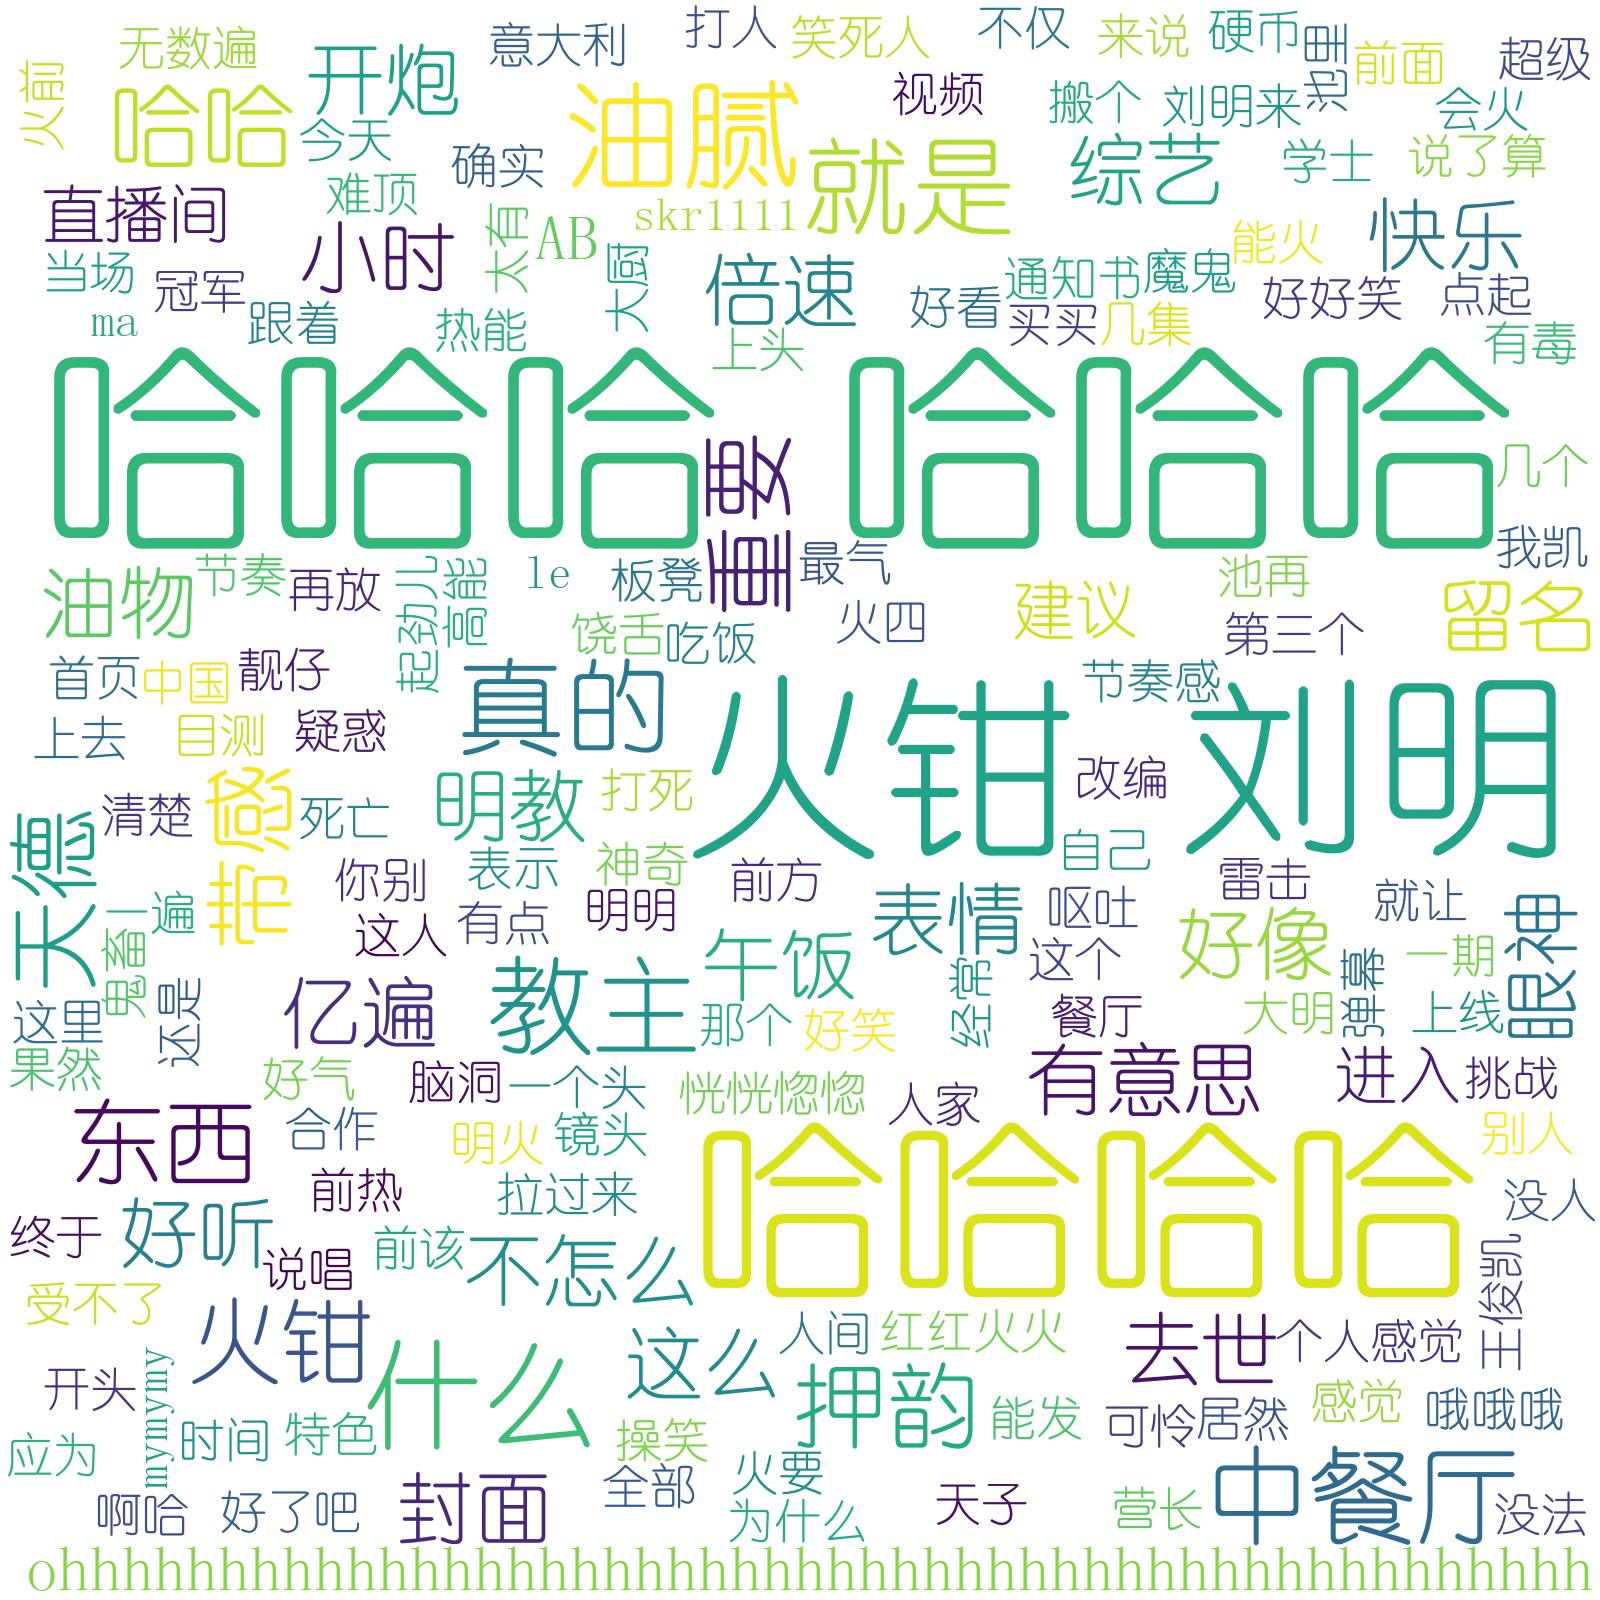 无数遍
开炮
意大利
打人
笑死人
不仅
来说
硬币
前面
超级
火前
哈哈
今天
油腻
视频
搬个
刘明来
会火
确实
就是
综艺
学士
说了算
直播间
难顶
小时
太有
AB
skr1111
大厨
倍速
能火
快乐
当场
冠军
ma
跟着
热能
上头
好看
通知书
魔鬼
买买
几集
好好笑
点起
有毒
哈哈哈 哈哈哈
重要
几个
我凯
油物
节奏
再放
起劲儿
高能
le
板凳
最气
饶舌
吃饭
火四
建议
池再
第三个
留名
首页
中国
靓仔
上去
目测
疑惑
真的
火钳刘明
节奏感
改编
天德
清楚
带感
死亡
明教
打死
自己
表示
神奇
前方
雷击
你别
明明
有点
这人
表情
呕吐
好像
就让
眼神
鬼畜
一遍
还是
这里
果然
亿遍
教主
午饭
那个
好笑
经常
这个
餐厅
大明
弹幕
一期
上线
好气
脑洞
一个头
恍恍惚惚
人家
有意思
进入
挑战
东西
合作
明火
镜头
哈哈哈哈
别人
前热
拉过来
没人
终于
好听
说唱
前该
不怎么
受不了
火钳
什么
这么
人间
红红火火
去世
个人感觉
王俊凯
开头
mymymy
时间
特色
押韵
能发
可怜
居然
感觉
哦哦哦
应为
操笑
火要
啊哈
好了吧
封面
全部
为什么
天子
营长
中餐厅
没法
ohhhhhhhhhhhhhhhhhhhhhhhhhhhhhhhhhhhhhhhhhhhhhhhh